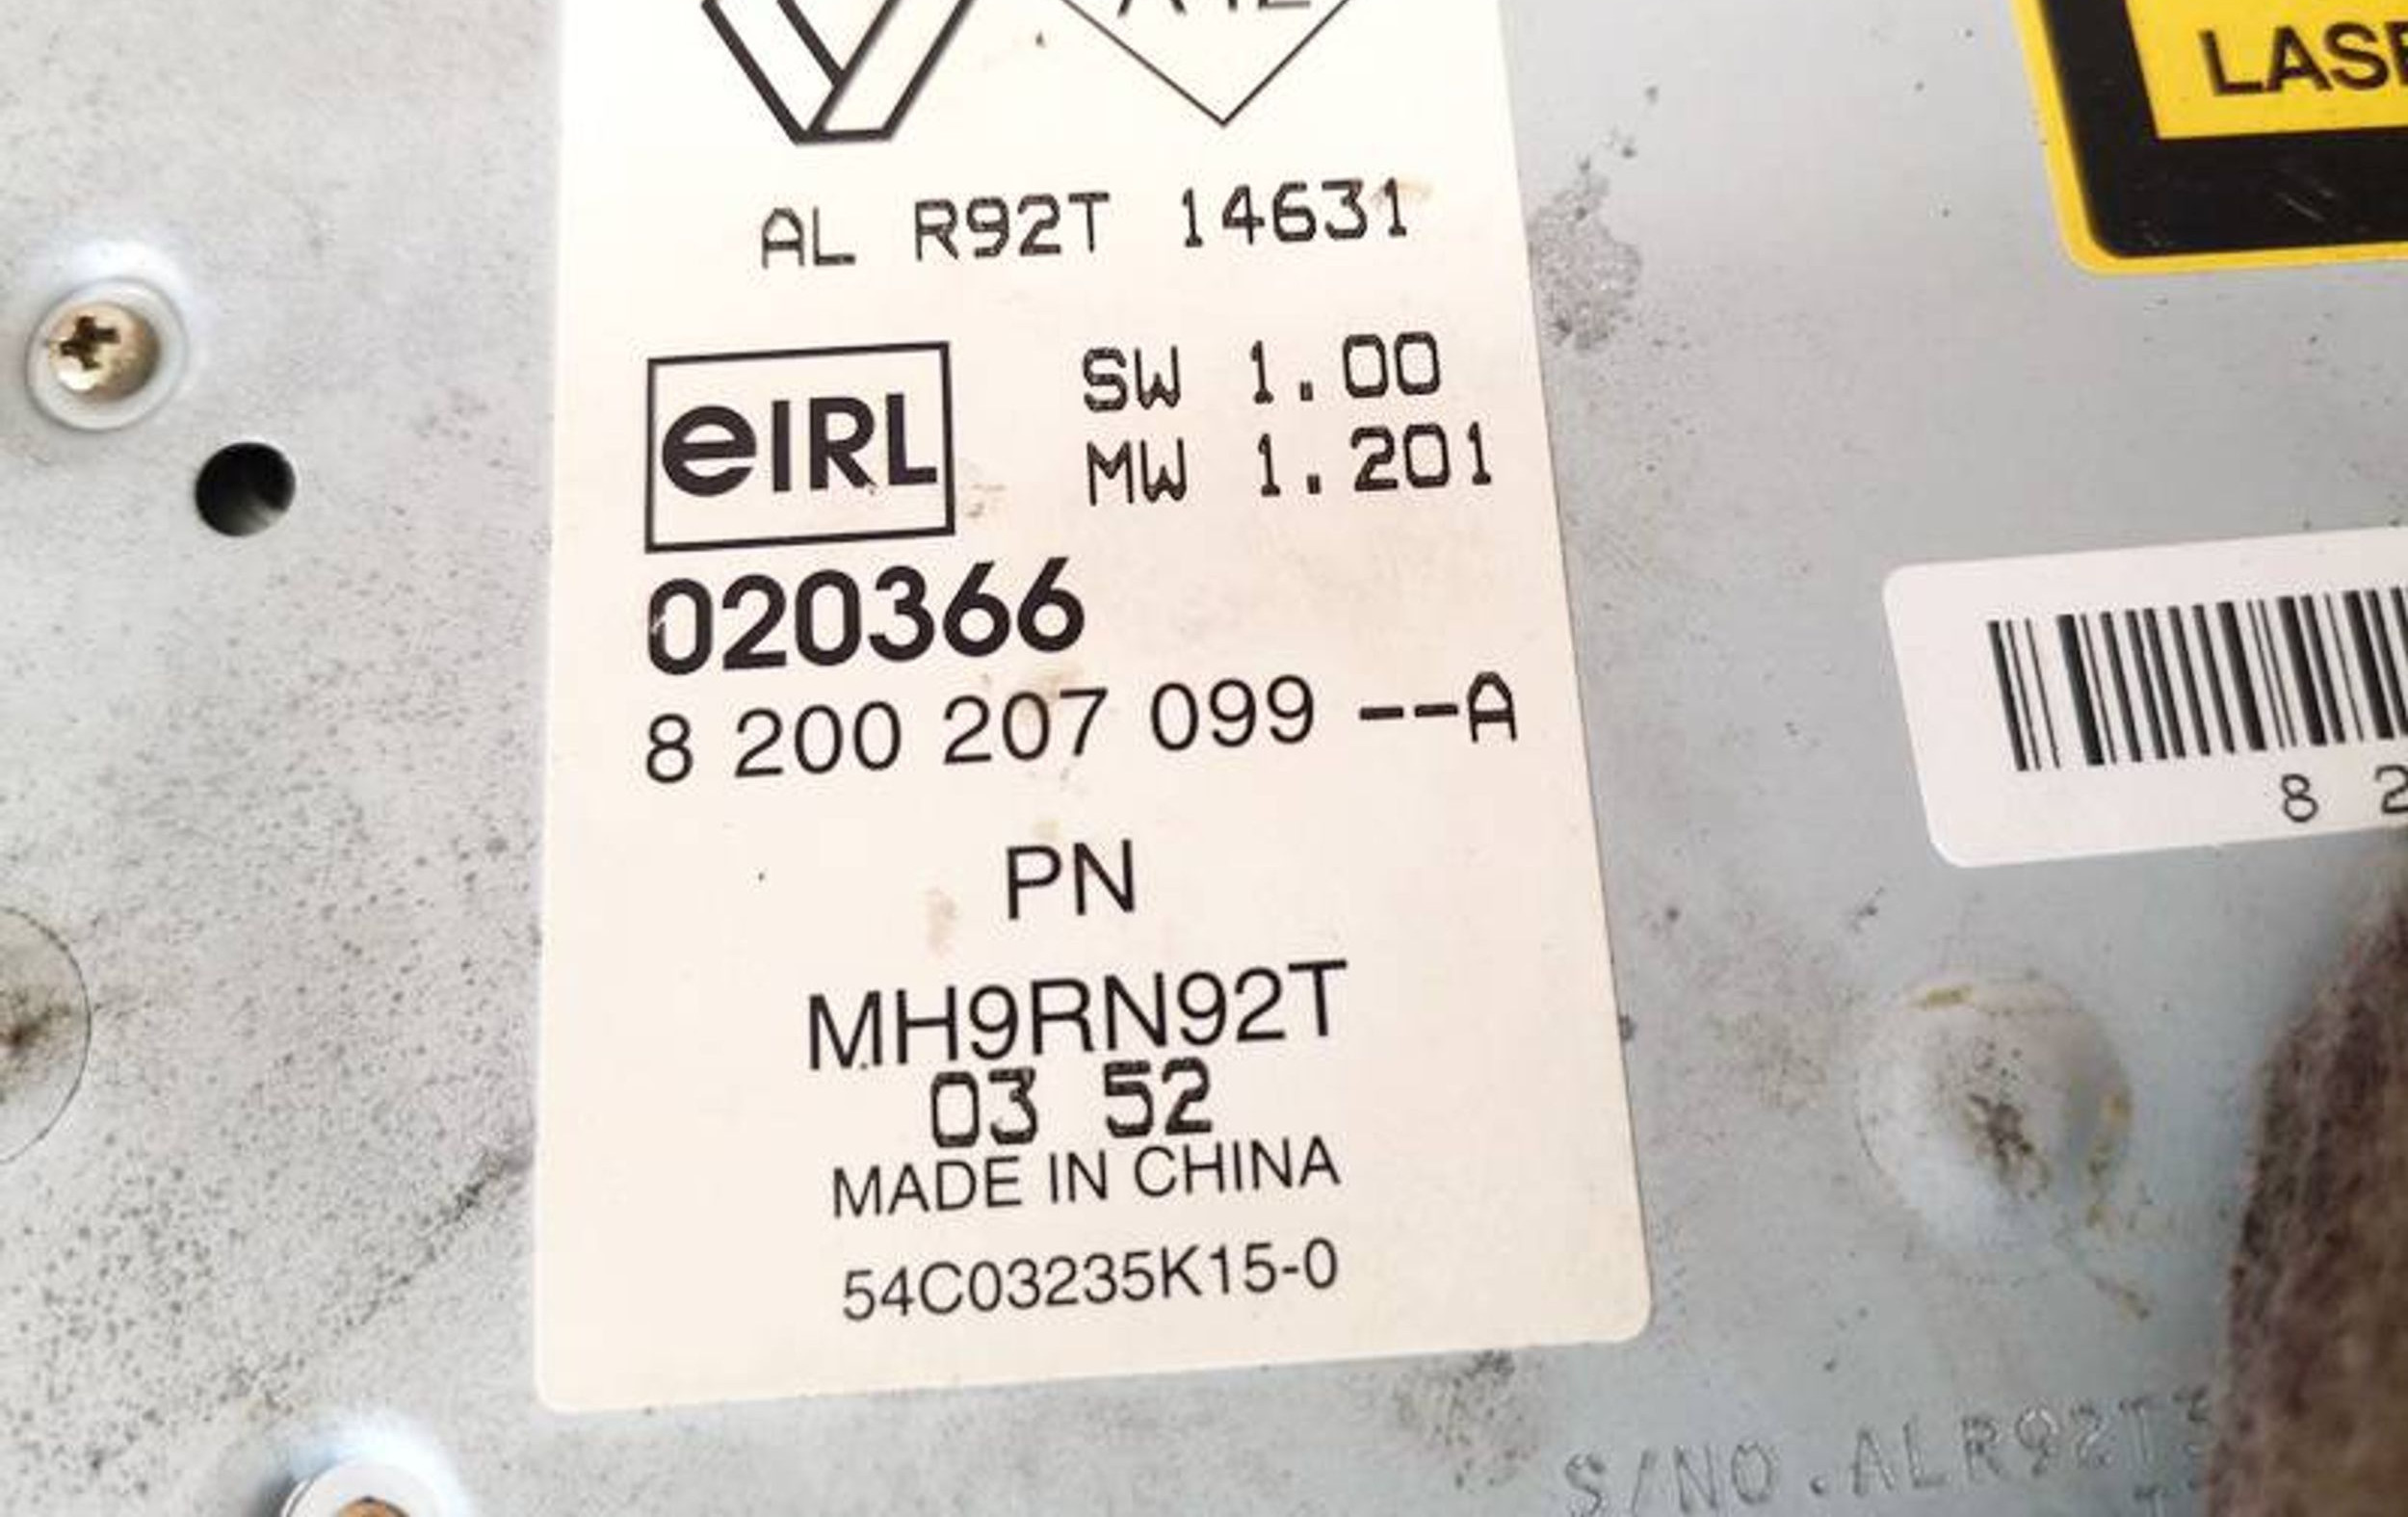 LASE
AL R92T 14631
eIRL
SW 1.00
MW 1.201
020366
8 200 207 099 --A
8 2
PN
MH9RN92T
03 52
MADE IN CHINA
54C03235K15-0
S/NO.ALR92T